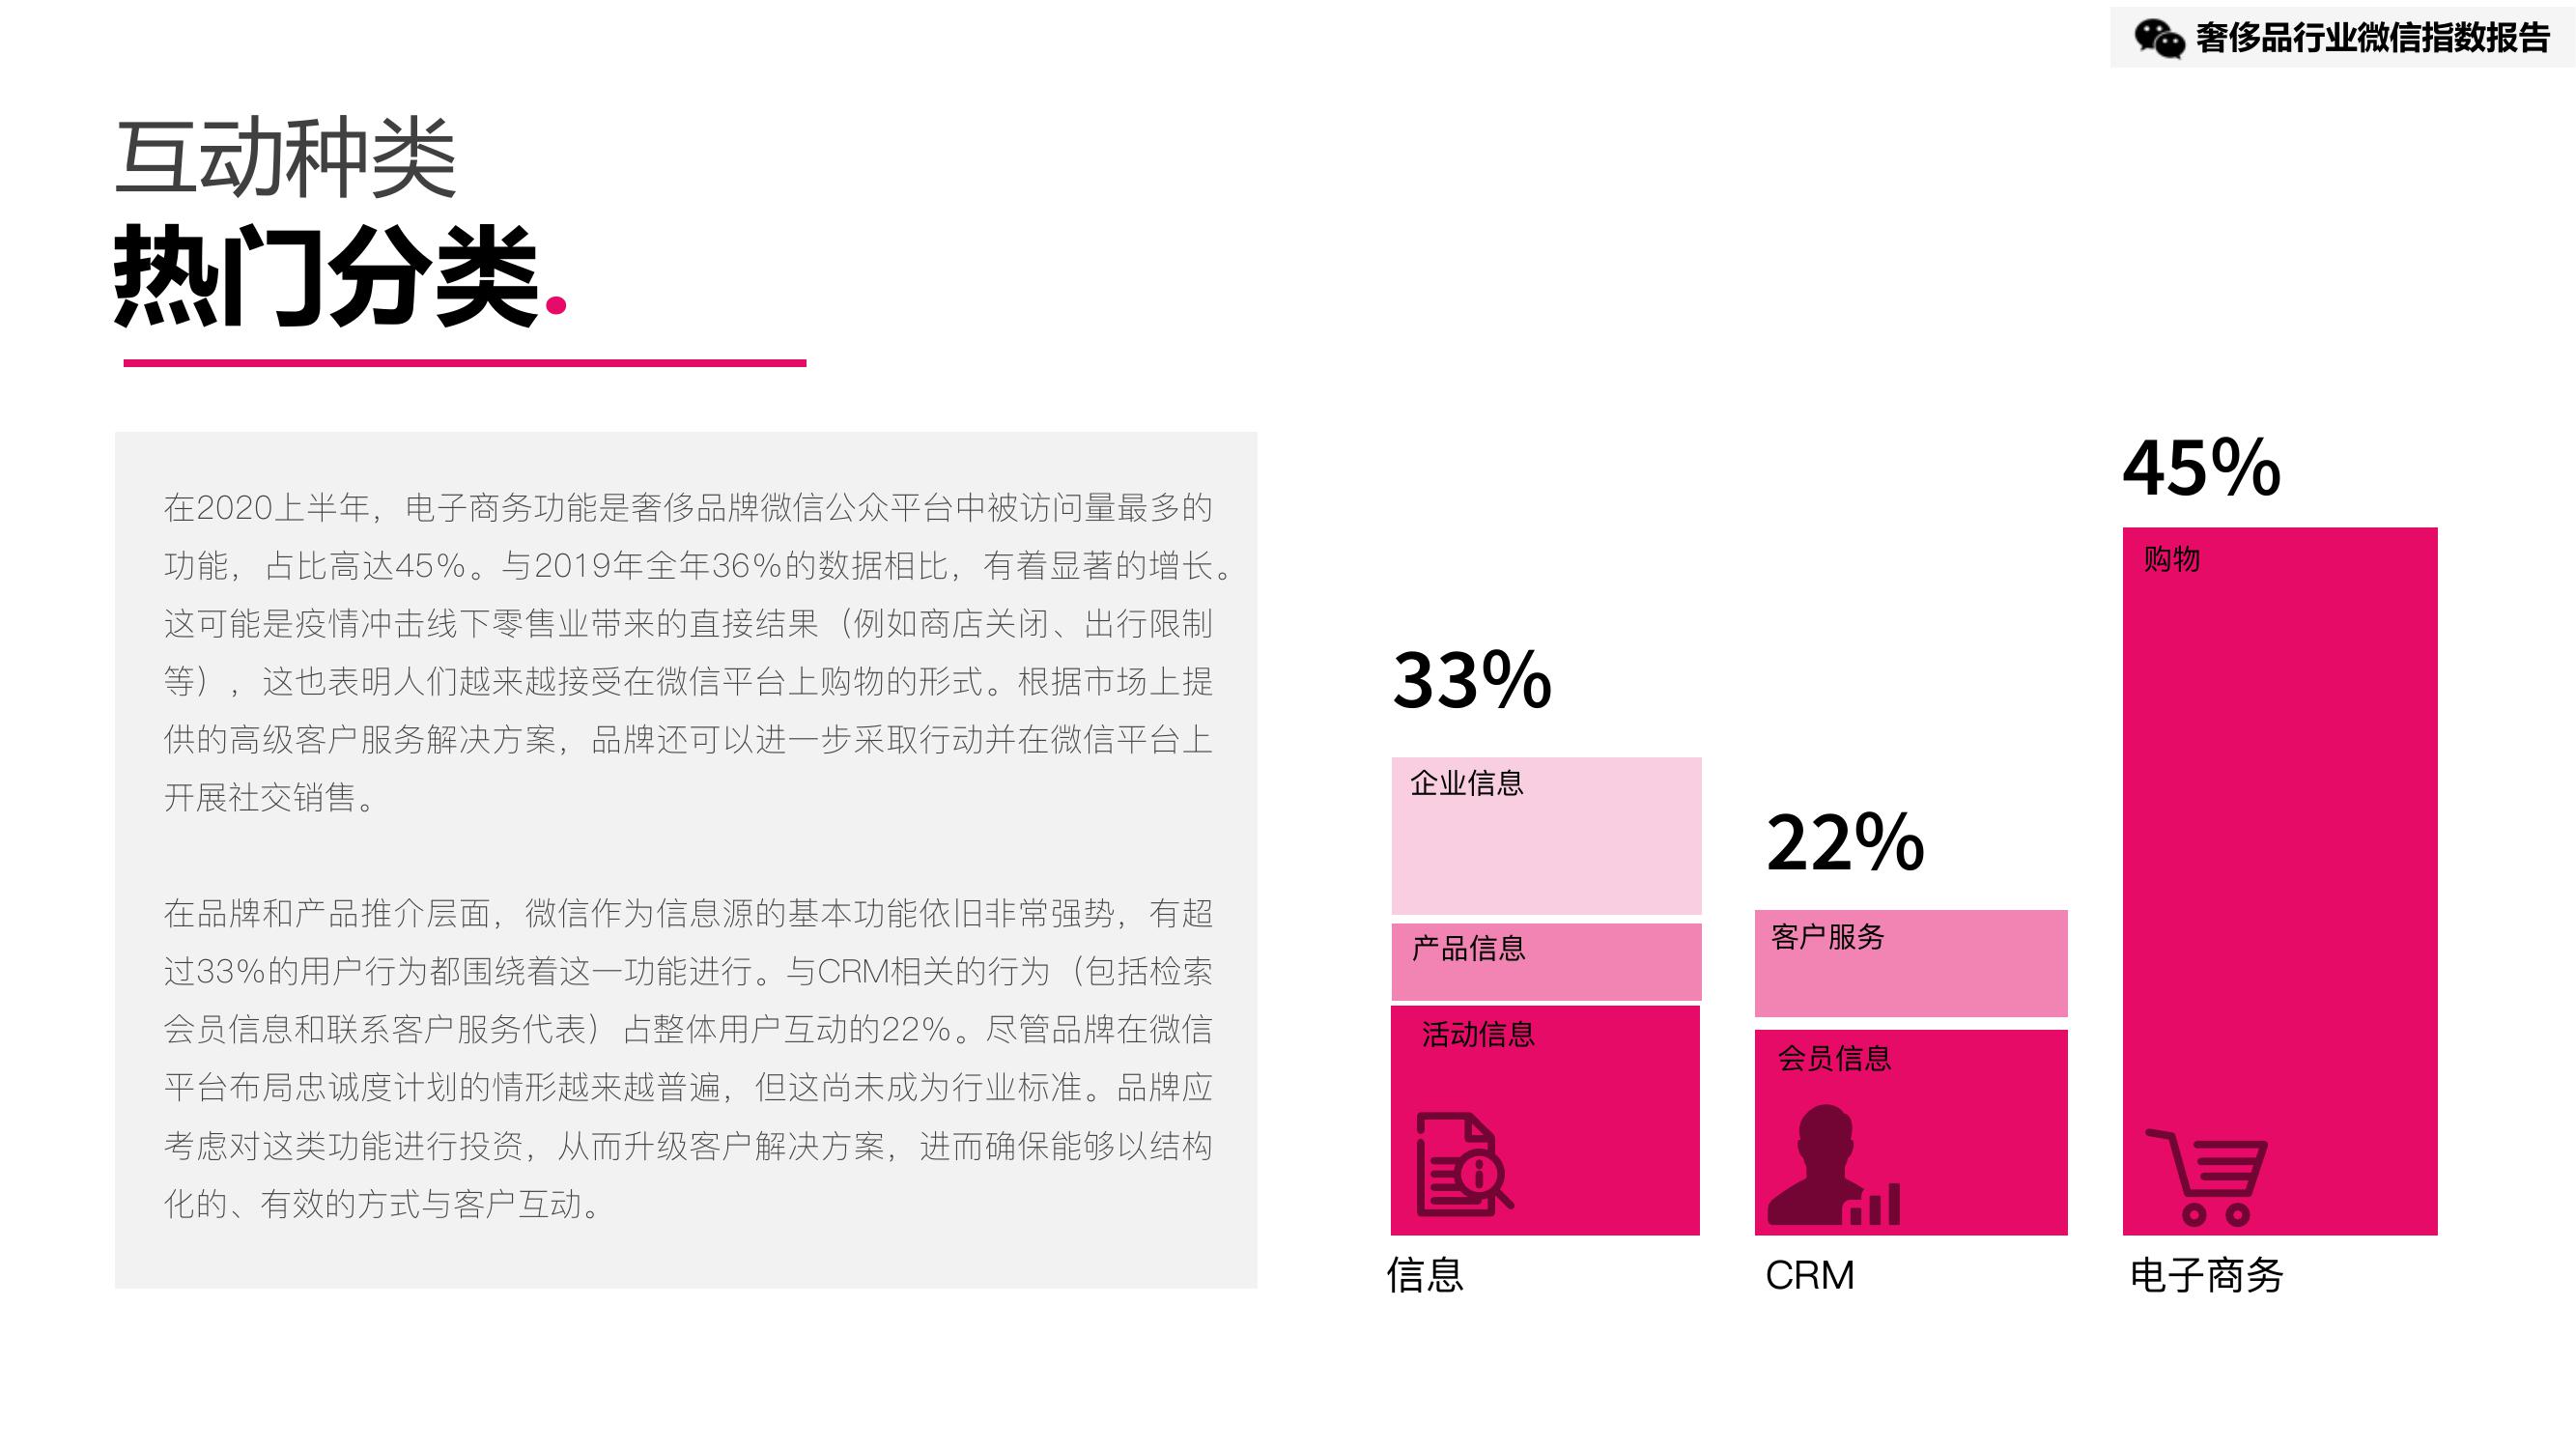 奢侈品行业微信指数报告
互动种类
热门分类.
在2020上半年，电子商务功能是奢侈品牌微信公众平台中被访问量最多的
功能，占比高达45%。与2019年全年36%的数据相比，有着显著的增长。
这可能是疫情冲击线下零售业带来的直接结果（例如商店关闭、出行限制
等），这也表明人们越来越接受在微信平台上购物的形式。根据市场上提
供的高级客户服务解决方案，品牌还可以进一步采取行动并在微信平台上
开展社交销售。
在品牌和产品推介层面，微信作为信息源的基本功能依旧非常强势，有超
过33%的用户行为都围绕着这一功能进行。与CRM相关的行为（包括检索
会员信息和联系客户服务代表）占整体用户互动的22%。尽管品牌在微信
平台布局忠诚度计划的情形越来越普遍，但这尚未成为行业标准。品牌应
考虑对这类功能进行投资，从而升级客户解决方案，进而确保能够以结构
化的、有效的方式与客户互动。
33%
企业信息
产品信息
活动信息
信息
22%
客户服务
会员信息
CRM
45%
购物
电子商务